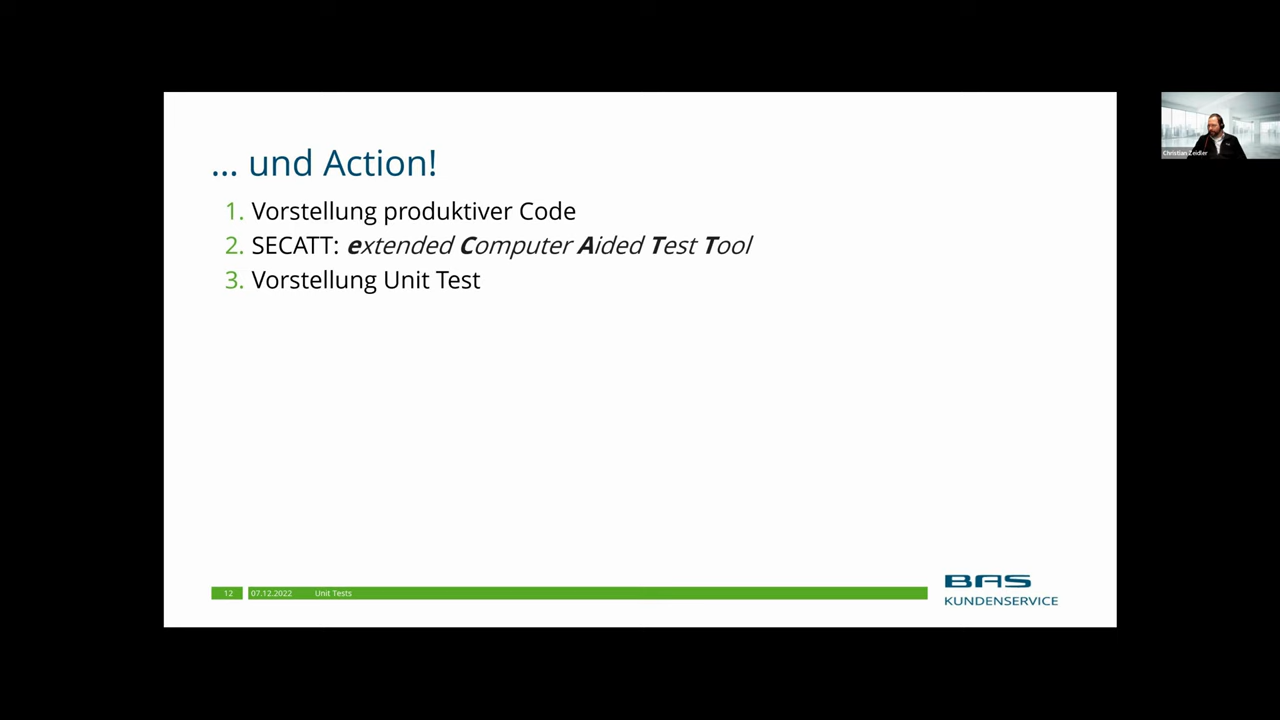 ... und Action!
1. Vorstellung produktiver Code
2. SECATT: extended Computer Aided Test Tool
3. Vorstellung Unit Test
Christian Zeidler
12 07.12.2022 Unit Tests
BAS
KUNDENSERVICE